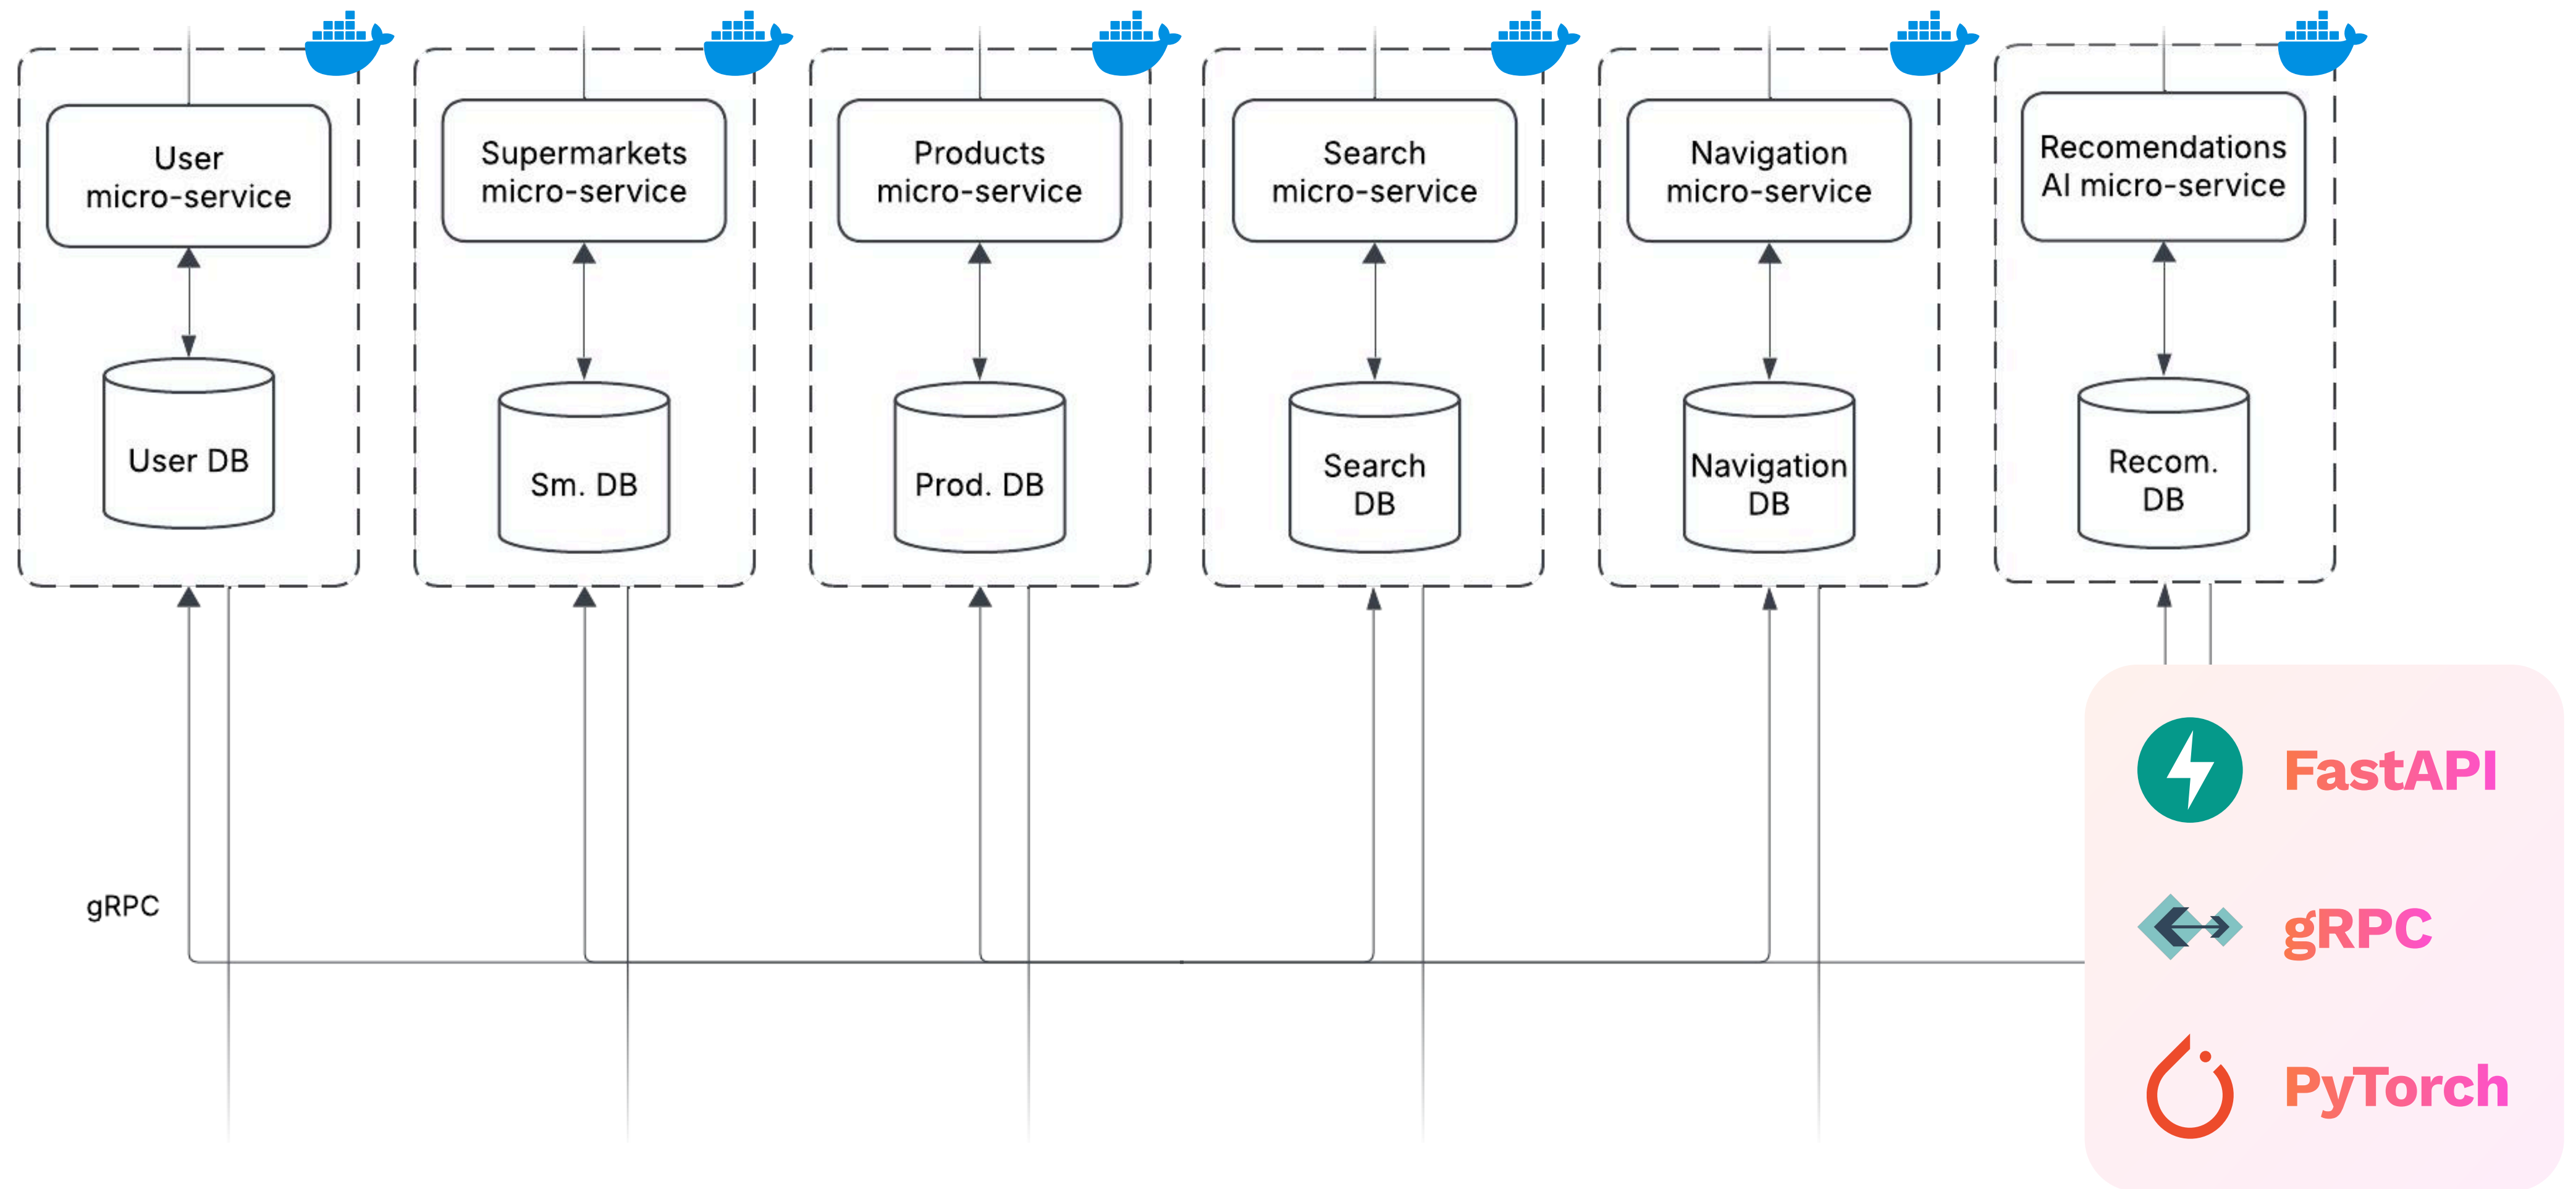 User
micro-service
Supermarkets
micro-service
Products
micro-service
Search
micro-service
Navigation
micro-service
Recomendations
AI micro-service
User DB
Sm. DB
Prod. DB
Search
DB
Navigation
DB
Recom.
DB
gRPC
FastAPI
gRPC
PyTorch